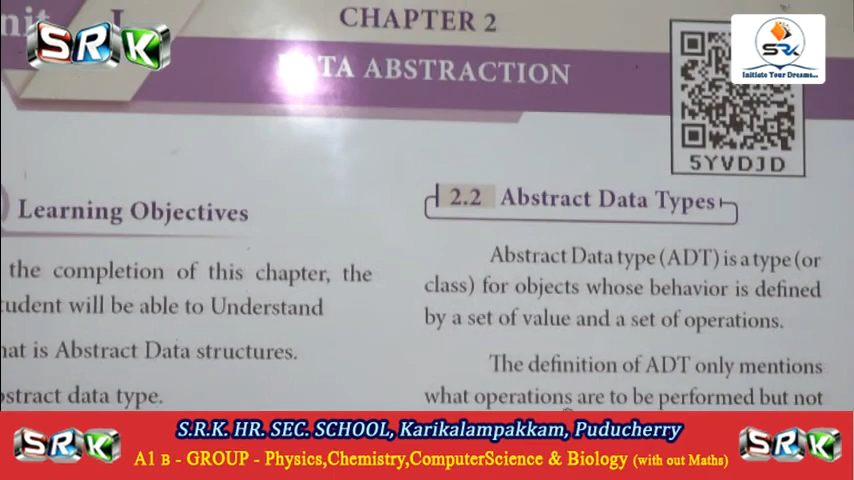 CHAPTER 2
DATA ABSTRACTION
SRK
SRK
Initiate Your Dreams...
5YVDJD
Learning Objectives
the completion of this chapter, the
tudent will be able to Understand
hat is Abstract Data structures.
ostract data type.
2.2 Abstract Data Types
Abstract Data type (ADT) is a type (or
class) for objects whose behavior is defined
by a set of value and a set of operations.
The definition of ADT only mentions
what operations are to be performed but not
SRK
S.R.K. HR. SEC. SCHOOL, Karikalampakkam, Puducherry
A1 B - GROUP - Physics,Chemistry,ComputerScience & Biology (with out Maths)
SRK